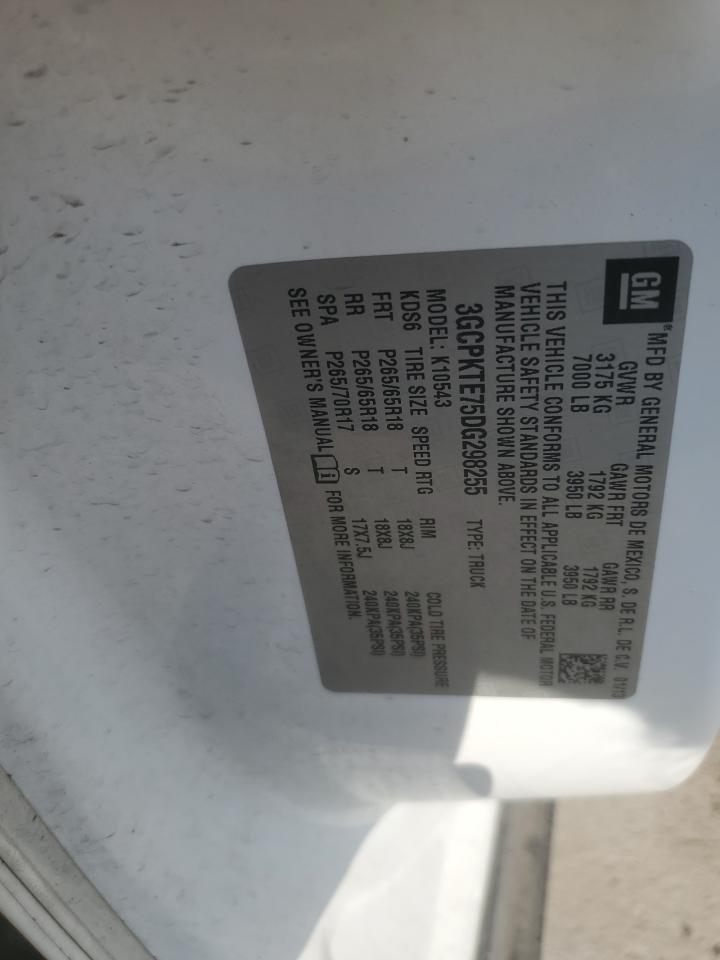 GM
® MFD BY GENERAL MOTORS DE MEXICO, S. DE R.L. DE C.V. 01/13
GVWR GAWR FRT GAWR RR
3175 KG 1792 KG 1792 KG
7000 LB 3950 LB 3950 LB
THIS VEHICLE CONFORMS TO ALL APPLICABLE U.S. FEDERAL MOTOR
VEHICLE SAFETY STANDARDS IN EFFECT ON THE DATE OF
MANUFACTURE SHOWN ABOVE.
3GCPKTE75DG298255 TYPE: TRUCK
MODEL: K10543
KDS6 TIRE SIZE SPEED RTG RIM COLD TIRE PRESSURE
FRT P265/65R18 T 18X8J 240KPA(35PSI)
RR P265/65R18 T 18X8J 240KPA(35PSI)
SPA P265/70R17 S 17X7.5J 240KPA(35PSI)
SEE OWNER'S MANUAL FOR MORE INFORMATION.